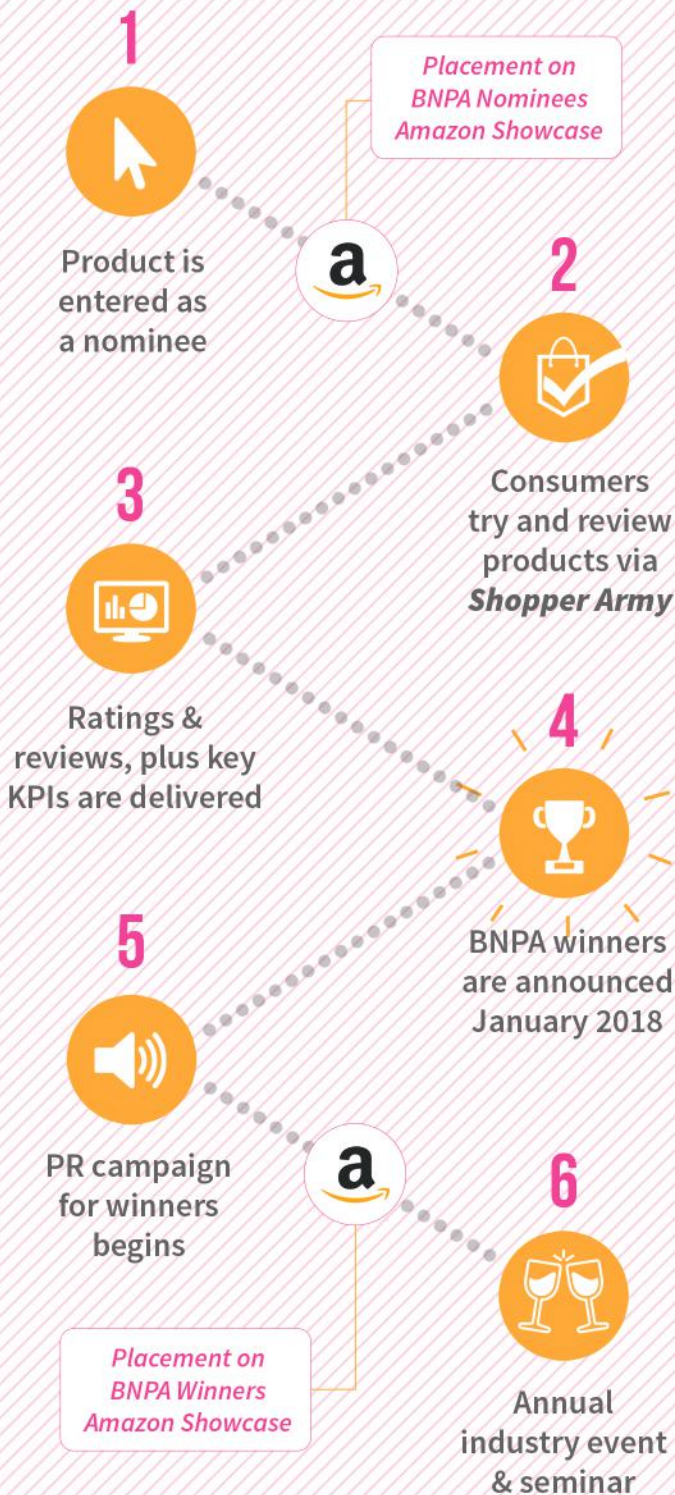 1
Placement on
BNPA Nominees
Amazon Showcase
Product is
entered as
a nominee
a
2
Consumers
try and review
products via
Shopper Army
3
Ratings &
reviews, plus key
KPIs are delivered
4
BNPA winners
are announced
January 2018
5
PR campaign
for winners
begins
a
Placement on
BNPA Winners
Amazon Showcase
6
Annual
industry event
& seminar